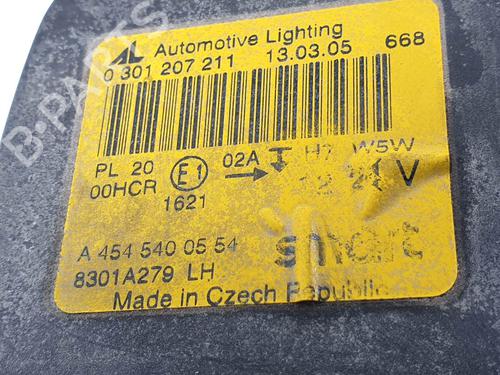 AL Automotive Lighting
0 301 207 211 13.03.05 668
PL 20 02A H7 W5W
00HCR E1 V
1621
A 454 540 05 54 smart
8301A279 LH
Made in Czech Republic
B-PARTS